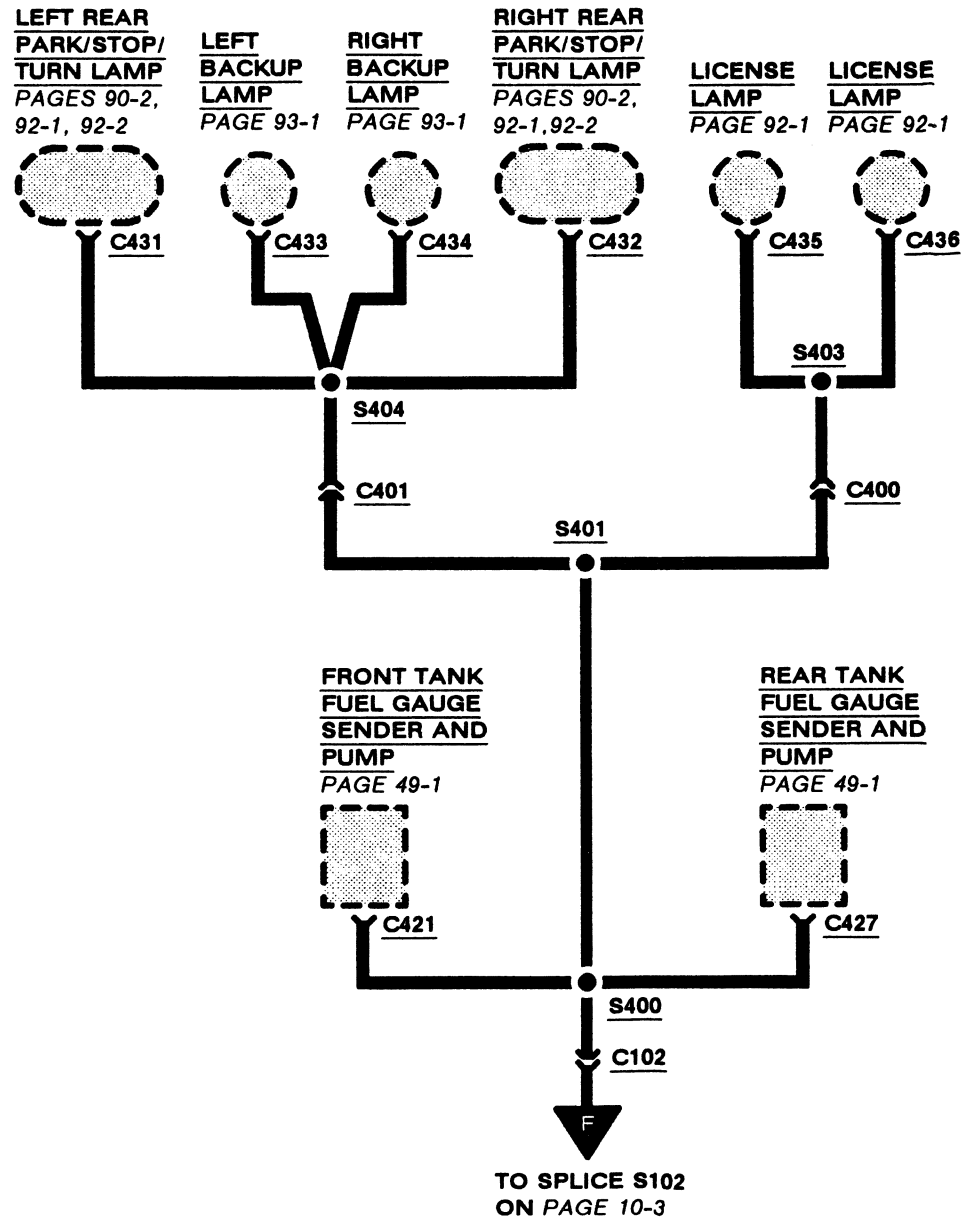 LEFT REAR
PARK/STOP/
TURN LAMP
PAGES 90-2,
92-1, 92-2
LEFT
BACKUP
LAMP
PAGE 93-1
RIGHT
BACKUP
LAMP
PAGE 93-1
RIGHT REAR
PARK/STOP/
TURN LAMP
PAGES 90-2,
92-1,92-2
LICENSE
LAMP
PAGE 92-1
LICENSE
LAMP
PAGE 92-1
C431
C433
C434
C432
C435
C436
S403
S404
C401
C400
S401
FRONT TANK
FUEL GAUGE
SENDER AND
PUMP
PAGE 49-1
REAR TANK
FUEL GAUGE
SENDER AND
PUMP
PAGE 49-1
C421
C427
S400
C102
F
TO SPLICE S102
ON PAGE 10-3